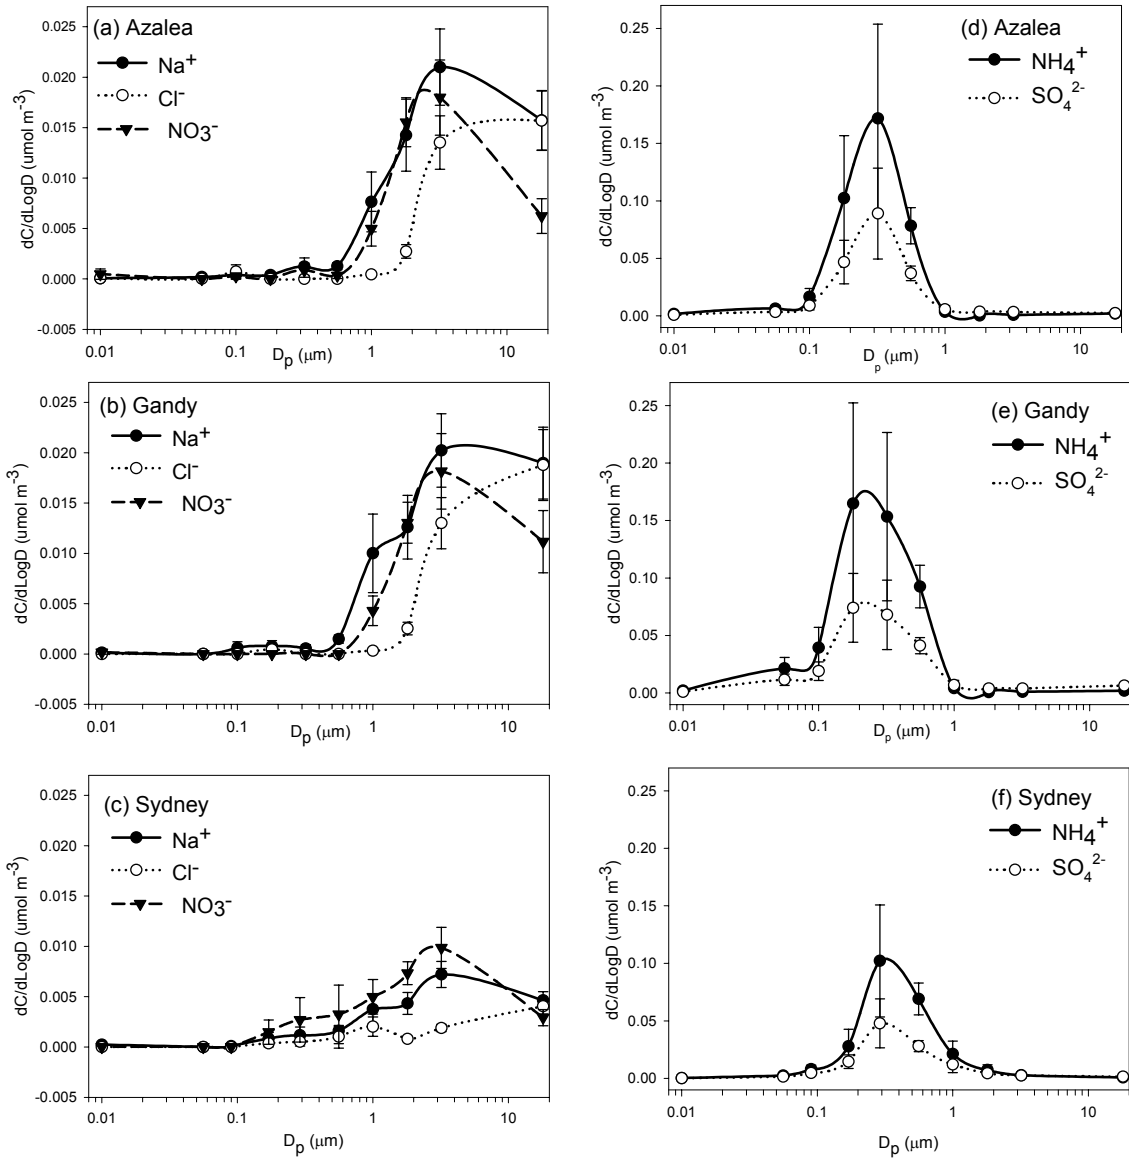 (a) Azalea
Na+
Cl-
NO3-
dC/dLogD (umol m-3)
0.025
0.020
0.015
0.010
0.005
0.000
-0.005
0.01
0.1
1
10
Dp (μm)
(d) Azalea
NH4+
SO42-
dC/dLogD (umol m-3)
0.25
0.20
0.15
0.10
0.05
0.00
0.01
0.1
1
10
Dp (μm)
(b) Gandy
Na+
Cl-
NO3-
dC/dLogD (umol m-3)
0.025
0.020
0.015
0.010
0.005
0.000
-0.005
0.01
0.1
1
10
Dp (μm)
(e) Gandy
NH4+
SO42-
dC/dLogD (umol m-3)
0.25
0.20
0.15
0.10
0.05
0.00
0.01
0.1
1
10
Dp (μm)
(c) Sydney
Na+
Cl-
NO3-
dC/dLogD (umol m-3)
0.025
0.020
0.015
0.010
0.005
0.000
-0.005
0.01
0.1
1
10
Dp (μm)
(f) Sydney
NH4+
SO42-
dC/dLogD (umol m-3)
0.25
0.20
0.15
0.10
0.05
0.00
0.01
0.1
1
10
Dp (μm)